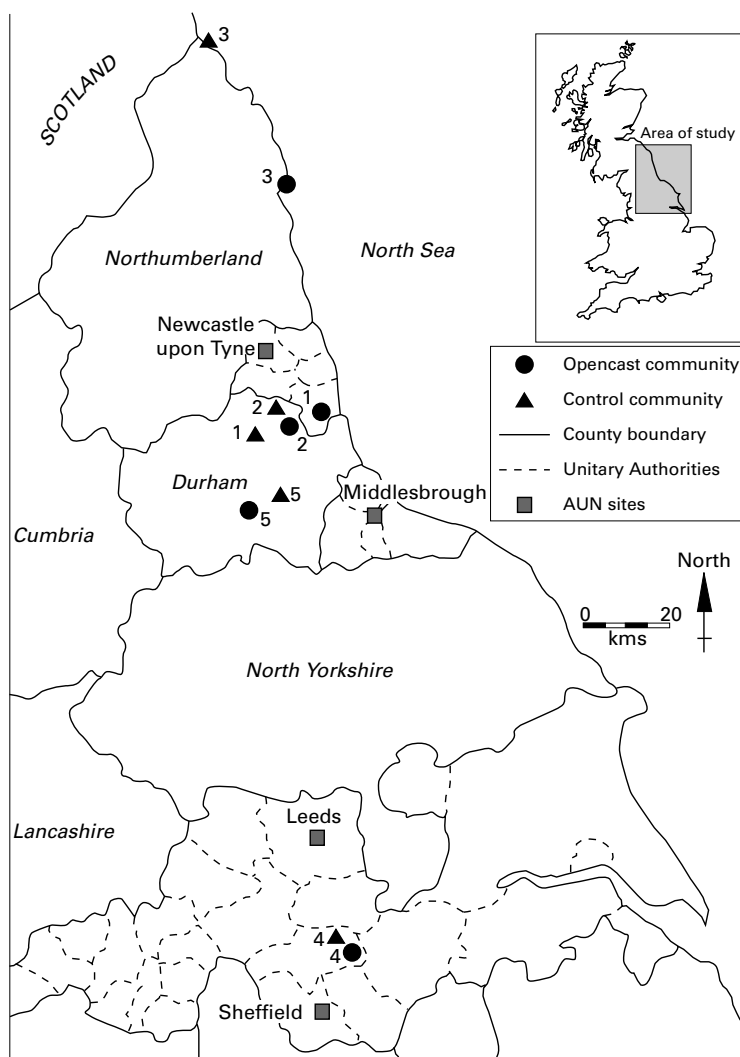 3
SCOTLAND
Area of study
3
North Sea
Northumberland
Newcastle
upon Tyne
Opencast community
Control community
County boundary
Unitary Authorities
AUN sites
1
2
2
1
Durham
5
5
Middlesbrough
Cumbria
North
0 20
kms
North Yorkshire
Leeds
Lancashire
4
4
Sheffield